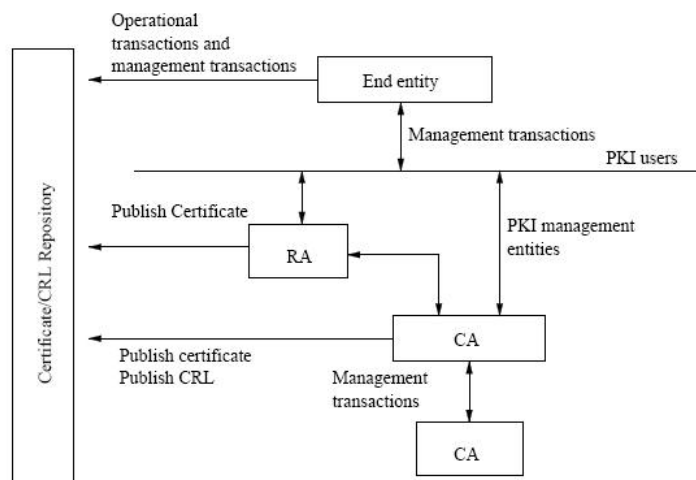 Operational
transactions and
management transactions
End entity
Management transactions
PKI users
Publish Certificate
PKI management
entities
RA
Certificate/CRL Repository
CA
Publish certificate
Publish CRL
Management
transactions
CA